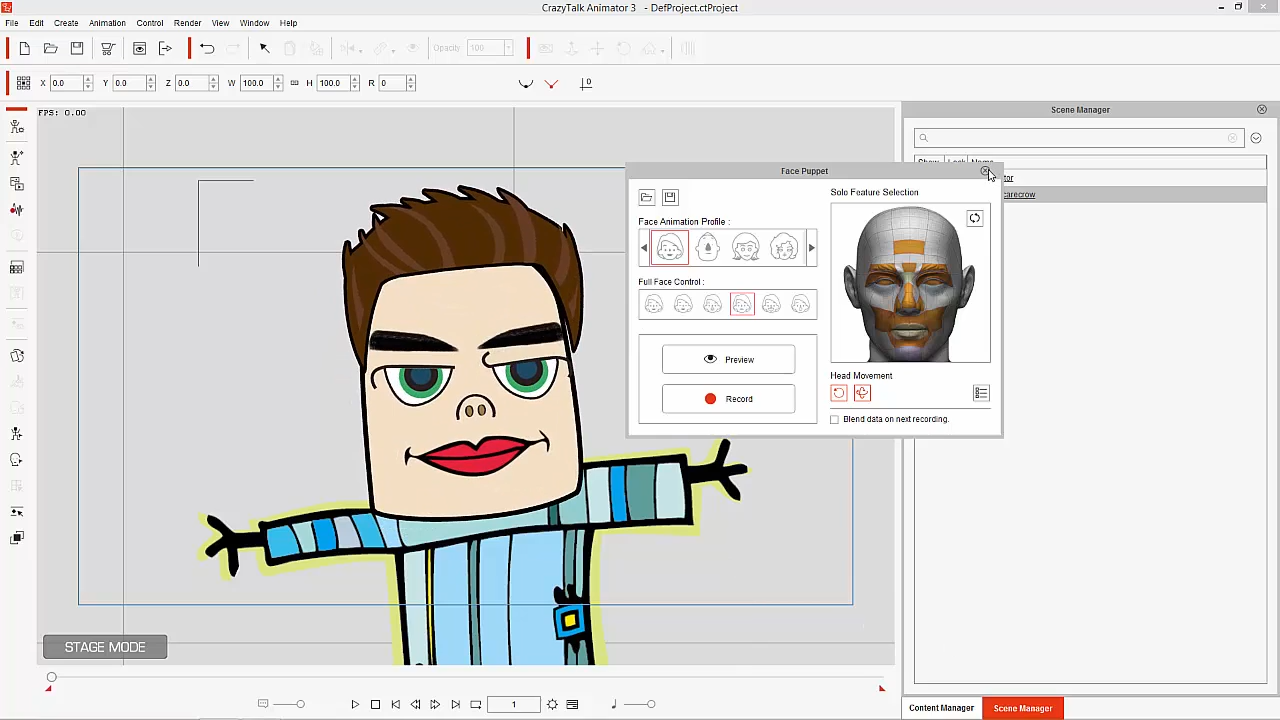 CrazyTalk Animator 3 - DefProject.ctProject
File Edit Create Animation Control Render View Window Help
Opacity 100
X 0.0 Y 0.0 Z 0.0 W 100.0 H 100.0 R 0
FPS: 0.00
Scene Manager
Show Lock Name
Face Puppet
Solo Feature Selection
Face Animation Profile :
Full Face Control :
Preview
Record
Head Movement
Blend data on next recording.
STAGE MODE
1
Content Manager Scene Manager